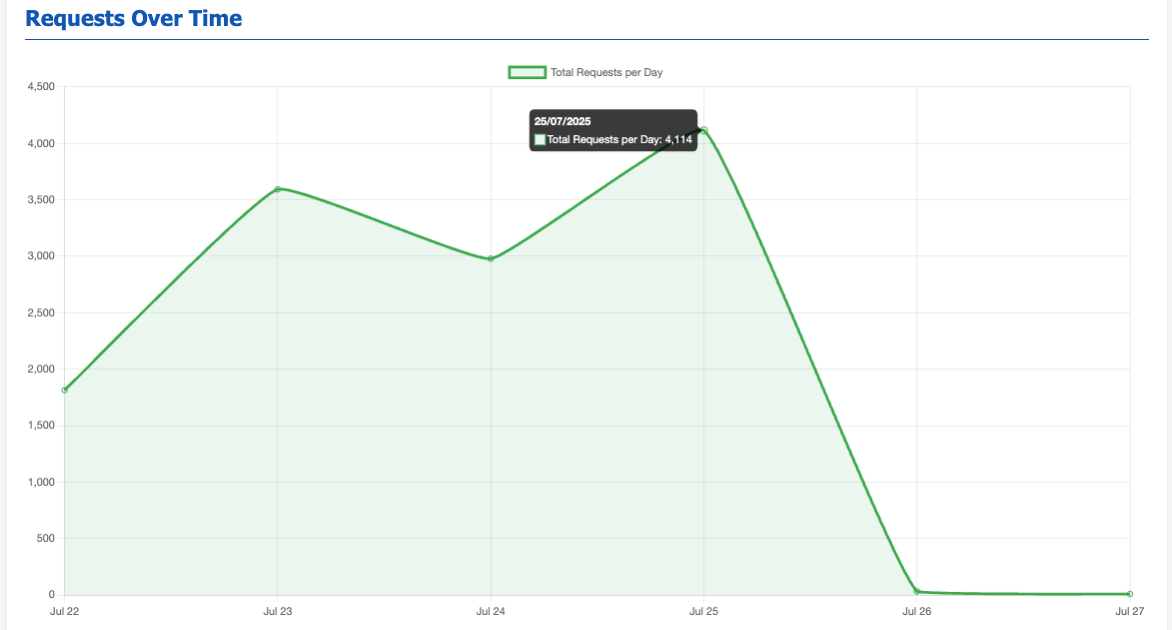 Requests Over Time
Total Requests per Day
4,500
25/07/2025
Total Requests per Day: 4,114
4,000
3,500
3,000
2,500
2,000
1,500
1,000
500
0
Jul 22 Jul 23 Jul 24 Jul 25 Jul 26 Jul 27